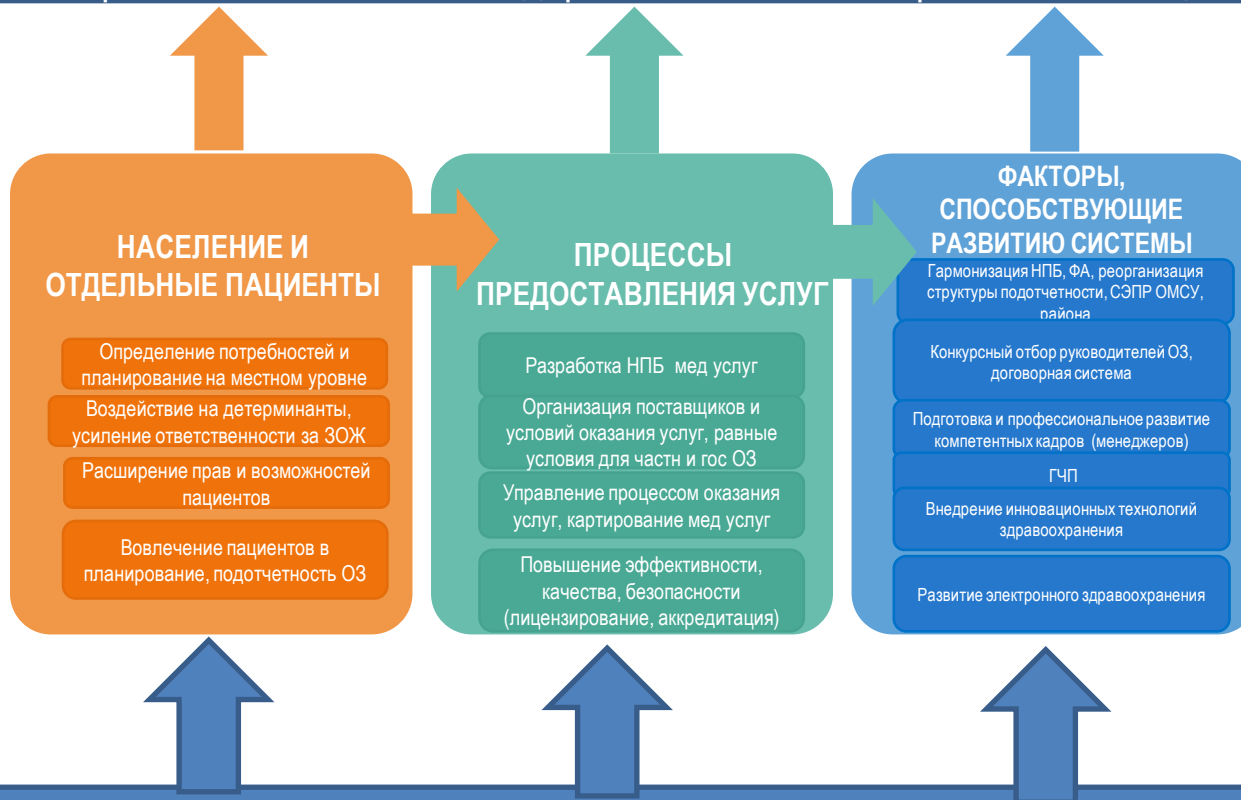 НАСЕЛЕНИЕ И
ОТДЕЛЬНЫЕ ПАЦИЕНТЫ
Определение потребностей и
планирование на местном уровне
Воздействие на детерминанты,
усиление ответственности за ЗОЖ
Расширение прав и возможностей
пациентов
Вовлечение пациентов в
планирование, подотчетность ОЗ
ПРОЦЕССЫ
ПРЕДОСТАВЛЕНИЯ УСЛУГ
Разработка НПБ мед услуг
Организация поставщиков и
условий оказания услуг, равные
условия для частн и гос ОЗ
Управление процессом оказания
услуг, картирование мед услуг
Повышение эффективности,
качества, безопасности
(лицензирование, аккредитация)
ФАКТОРЫ,
СПОСОБСТВУЮЩИЕ
РАЗВИТИЮ СИСТЕМЫ
Гармонизация НПБ, ФА, реорганизация
структуры подотчетности, СЭПР ОМСУ,
района
Конкурсный отбор руководителей ОЗ,
договорная система
Подготовка и профессиональное развитие
компетентных кадров (менеджеров)
ГЧП
Внедрение инновационных технологий
здравоохранения
Развитие электронного здравоохранения